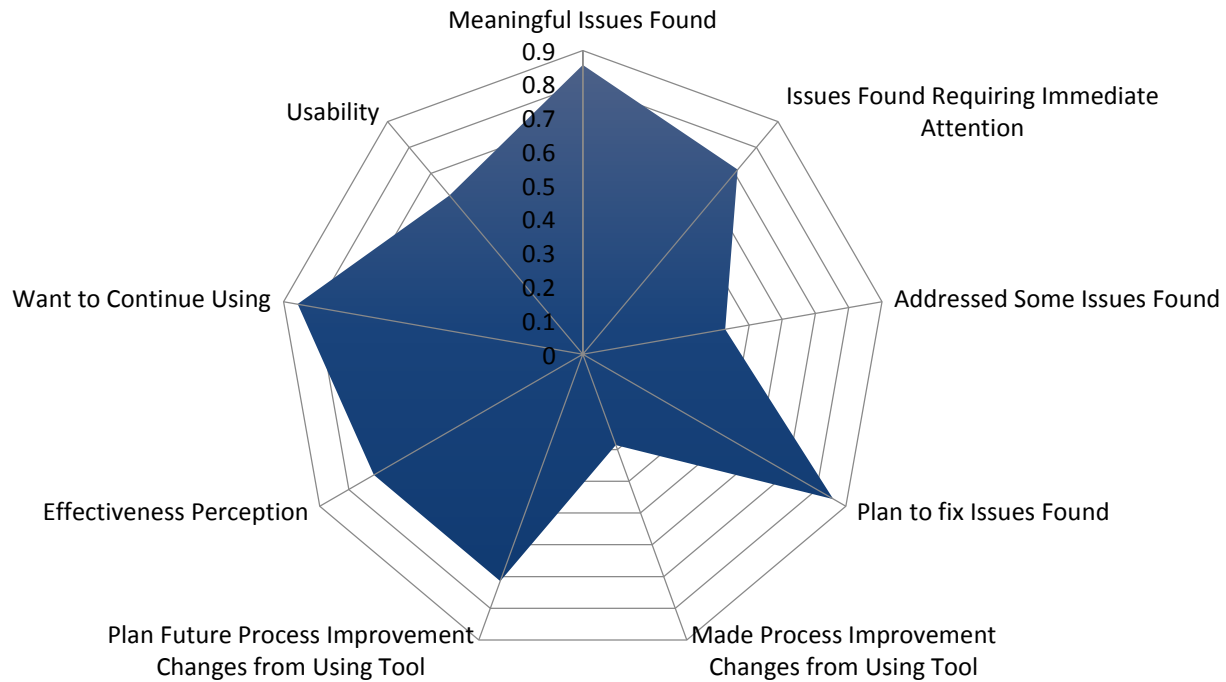 Meaningful Issues Found
0.9
0.8
0.7
0.6
0.5
0.4
0.3
0.2
0.1
0
Issues Found Requiring Immediate
Attention
Addressed Some Issues Found
Plan to fix Issues Found
Made Process Improvement
Changes from Using Tool
Plan Future Process Improvement
Changes from Using Tool
Effectiveness Perception
Want to Continue Using
Usability